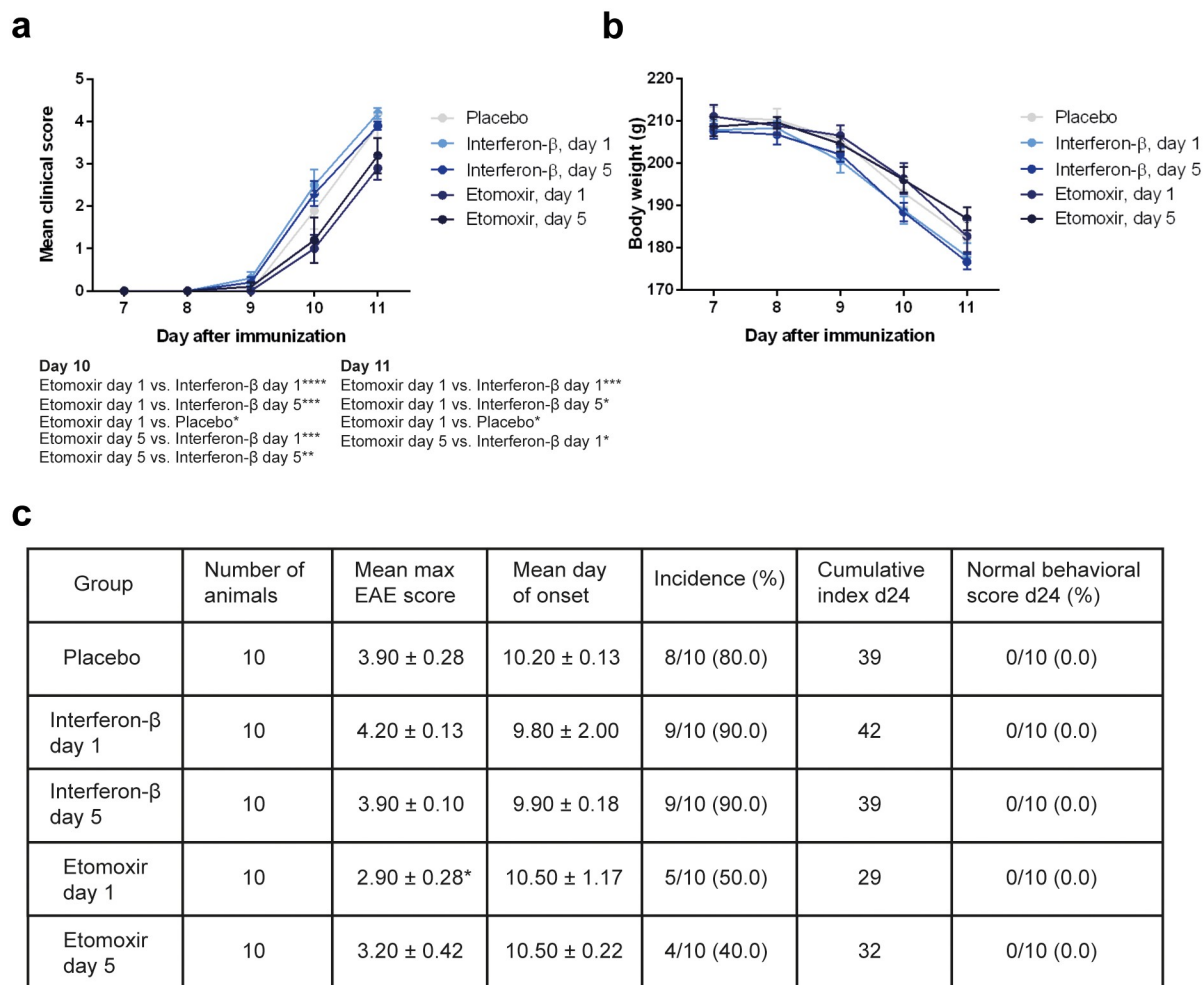 a
5
4
3
2
1
0
Mean clinical score
7 8 9 10 11
Day after immunization
Placebo
Interferon-β, day 1
Interferon-β, day 5
Etomoxir, day 1
Etomoxir, day 5
Day 10
Etomoxir day 1 vs. Interferon-β day 1****
Etomoxir day 1 vs. Interferon-β day 5***
Etomoxir day 1 vs. Placebo*
Etomoxir day 5 vs. Interferon-β day 1***
Etomoxir day 5 vs. Interferon-β day 5**
Day 11
Etomoxir day 1 vs. Interferon-β day 1***
Etomoxir day 1 vs. Interferon-β day 5*
Etomoxir day 1 vs. Placebo*
Etomoxir day 5 vs. Interferon-β day 1*
b
220
210
200
190
180
170
Body weight (g)
7 8 9 10 11
Day after immunization
Placebo
Interferon-β, day 1
Interferon-β, day 5
Etomoxir, day 1
Etomoxir, day 5
c
Group
Number of
animals
Mean max
EAE score
Mean day
of onset
Incidence (%)
Cumulative
index d24
Normal behavioral
score d24 (%)
Placebo
10
3.90 ± 0.28
10.20 ± 0.13
8/10 (80.0)
39
0/10 (0.0)
Interferon-β
day 1
10
4.20 ± 0.13
9.80 ± 2.00
9/10 (90.0)
42
0/10 (0.0)
Interferon-β
day 5
10
3.90 ± 0.10
9.90 ± 0.18
9/10 (90.0)
39
0/10 (0.0)
Etomoxir
day 1
10
2.90 ± 0.28*
10.50 ± 1.17
5/10 (50.0)
29
0/10 (0.0)
Etomoxir
day 5
10
3.20 ± 0.42
10.50 ± 0.22
4/10 (40.0)
32
0/10 (0.0)